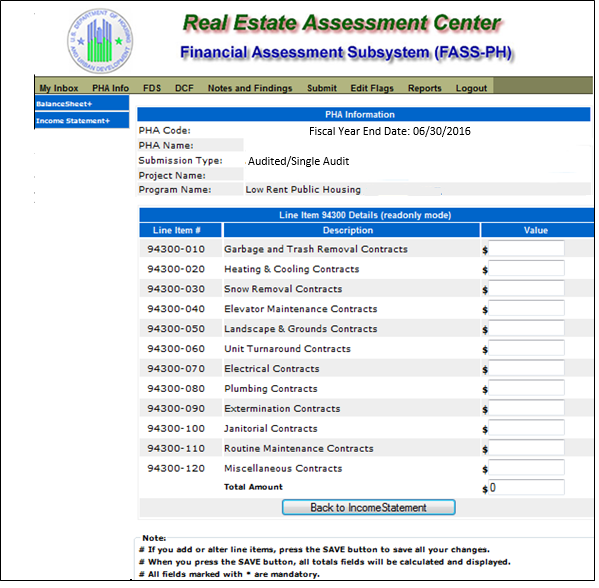 U.S. DEPARTMENT OF HOUSING AND URBAN DEVELOPMENT
Real Estate Assessment Center
Financial Assessment Subsystem (FASS-PH)
My Inbox PHA Info FDS DCF Notes and Findings Submit Edit Flags Reports Logout
BalanceSheet+
Income Statement+
PHA Information
PHA Code: Fiscal Year End Date: 06/30/2016
PHA Name:
Submission Type: Audited/Single Audit
Project Name:
Program Name: Low Rent Public Housing
Line Item 94300 Details (readonly mode)
Line Item # Description Value
94300-010 Garbage and Trash Removal Contracts $
94300-020 Heating & Cooling Contracts $
94300-030 Snow Removal Contracts $
94300-040 Elevator Maintenance Contracts $
94300-050 Landscape & Grounds Contracts $
94300-060 Unit Turnaround Contracts $
94300-070 Electrical Contracts $
94300-080 Plumbing Contracts $
94300-090 Extermination Contracts $
94300-100 Janitorial Contracts $
94300-110 Routine Maintenance Contracts $
94300-120 Miscellaneous Contracts $
Total Amount $ 0
Back to IncomeStatement
Note:
# If you add or alter line items, press the SAVE button to save all your changes.
# When you press the SAVE button, all totals fields will be calculated and displayed.
# All fields marked with * are mandatory.